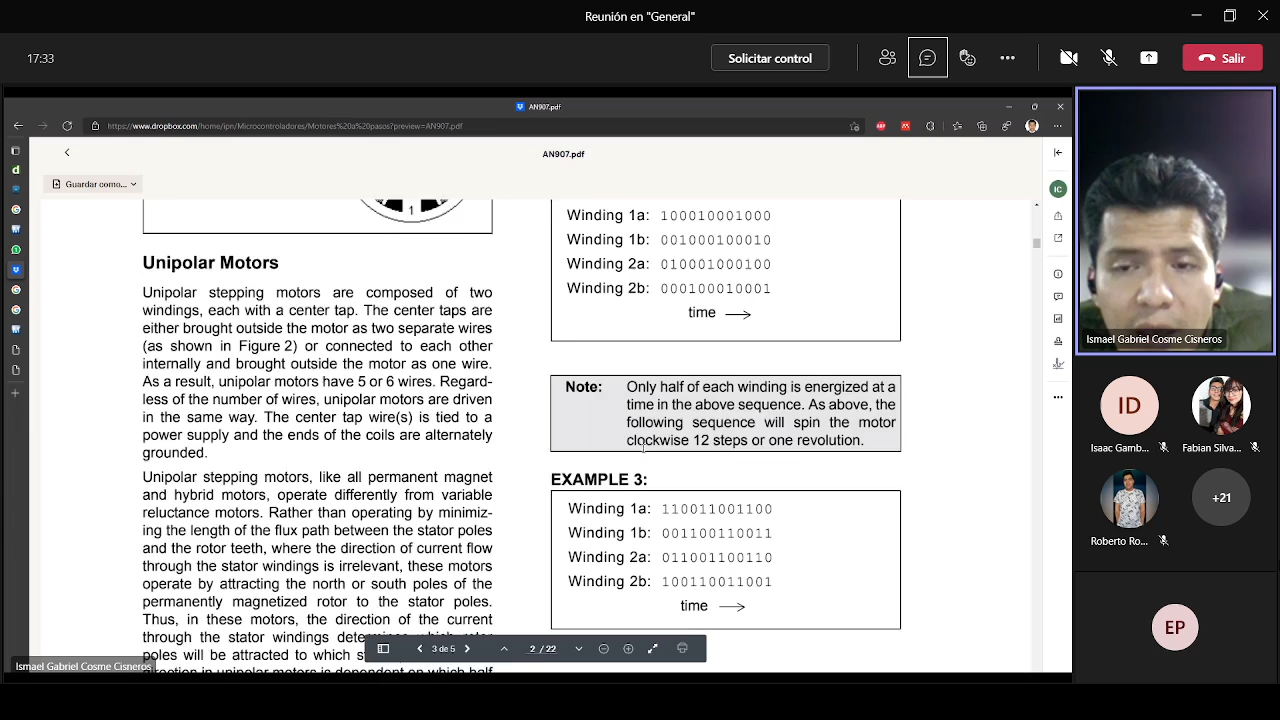 Reunión en "General"
17:33
Solicitar control
Salir
AN907.pdf
https://www.dropbox.com/home/ipn/Microcontroladores/Motores%20a%20pasos?preview=AN907.pdf
AN907.pdf
Guardar como...
1
Unipolar Motors
Unipolar stepping motors are composed of two
windings, each with a center tap. The center taps are
either brought outside the motor as two separate wires
(as shown in Figure 2) or connected to each other
internally and brought outside the motor as one wire.
As a result, unipolar motors have 5 or 6 wires. Regard-
less of the number of wires, unipolar motors are driven
in the same way. The center tap wire(s) is tied to a
power supply and the ends of the coils are alternately
grounded.
Unipolar stepping motors, like all permanent magnet
and hybrid motors, operate differently from variable
reluctance motors. Rather than operating by minimiz-
ing the length of the flux path between the stator poles
and the rotor teeth, where the direction of current flow
through the stator windings is irrelevant, these motors
operate by attracting the north or south poles of the
permanently magnetized rotor to the stator poles.
Thus, in these motors, the direction of the current
through the stator windings
poles will be attracted to which
direction in unipolar motors is dependent on which half
Winding 1a: 100010001000
Winding 1b: 001000100010
Winding 2a: 010001000100
Winding 2b: 000100010001
time
Note: Only half of each winding is energized at a
time in the above sequence. As above, the
following sequence will spin the motor
clockwise 12 steps or one revolution.
EXAMPLE 3:
Winding 1a: 110011001100
Winding 1b: 001100110011
Winding 2a: 011001100110
Winding 2b: 100110011001
time
3 de 5
2 / 22
Ismael Gabriel Cosme Cisneros
IC
Ismael Gabriel Cosme Cisneros
ID
Isaac Gamb...
Fabian Silva...
Roberto Ro...
+21
EP